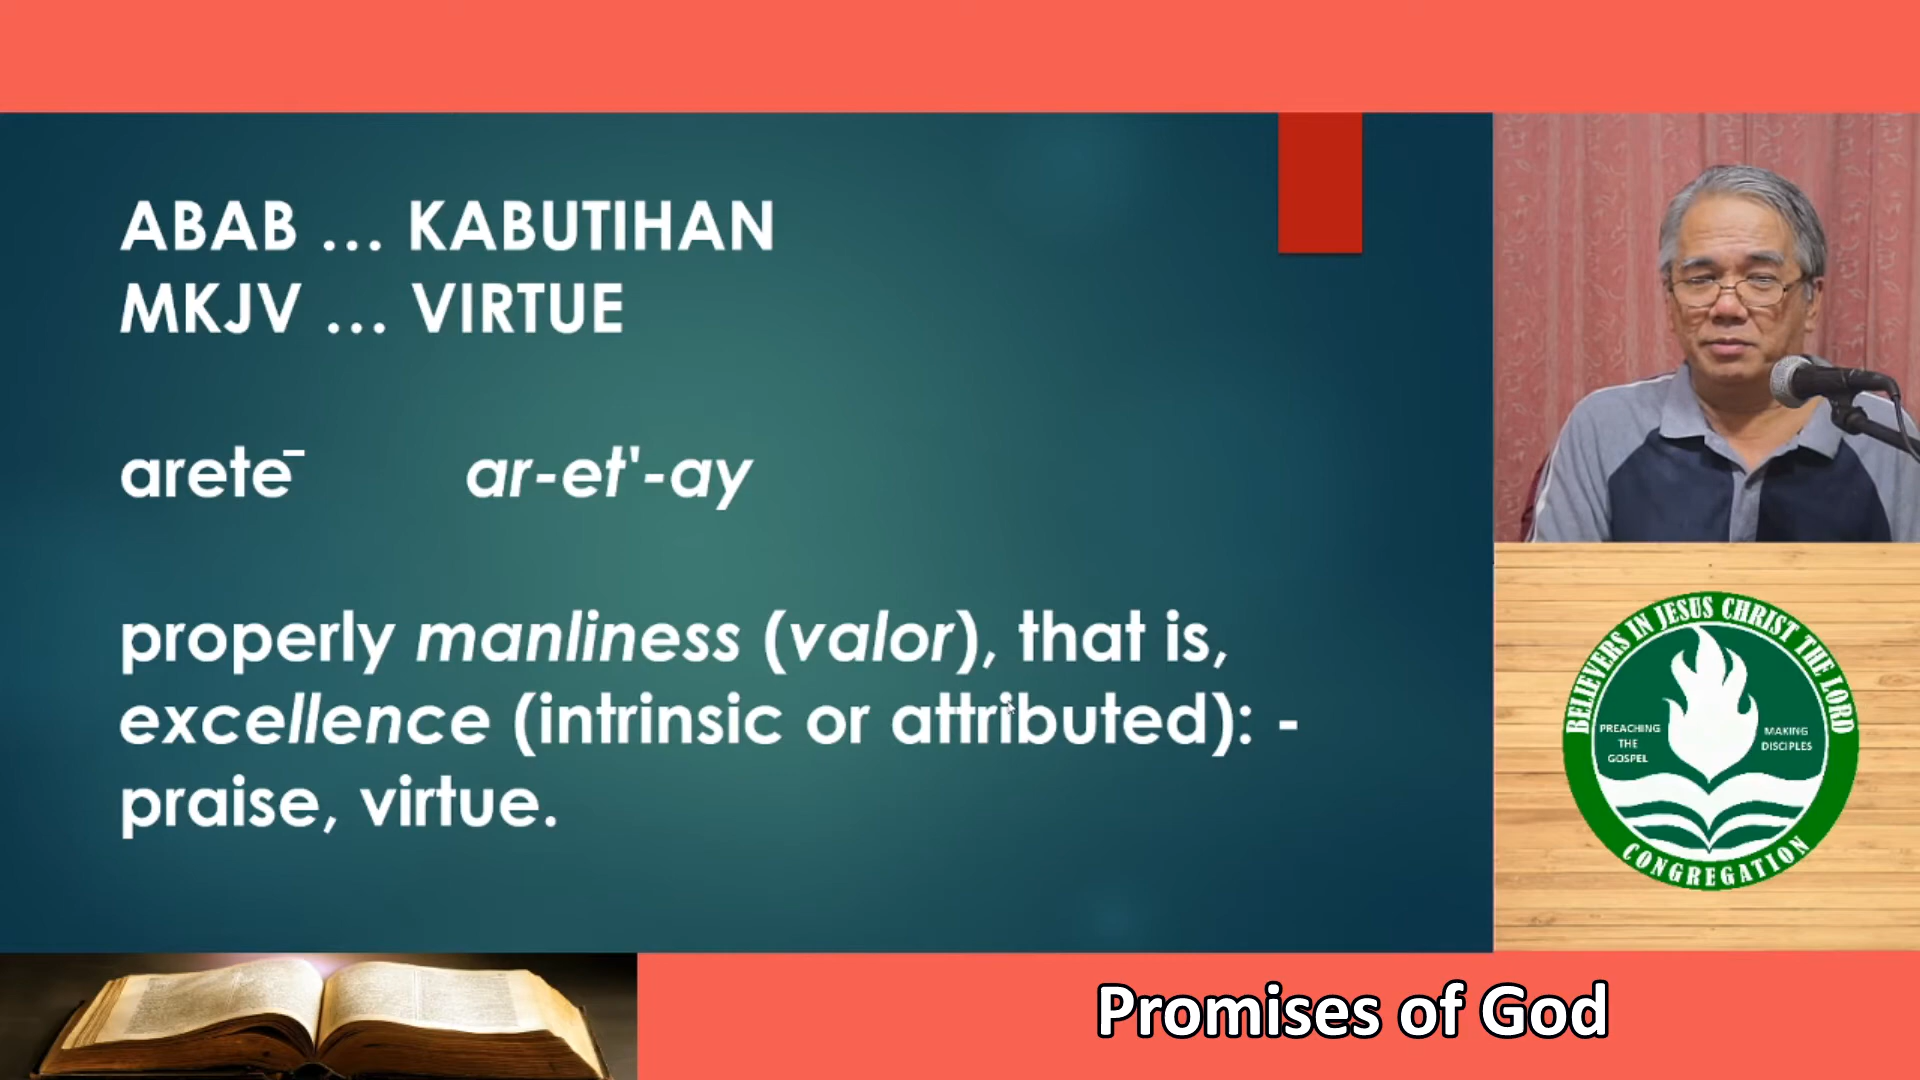 ABAB ... KABUTIHAN
MKJV ... VIRTUE
aretē ar-et'-ay
properly manliness (valor), that is,
excellence (intrinsic or attributed): -
praise, virtue.
BELIEVERS IN JESUS CHRIST THE LORD
PREACHING
THE
GOSPEL
MAKING
DISCIPLES
CONGREGATION
Promises of God